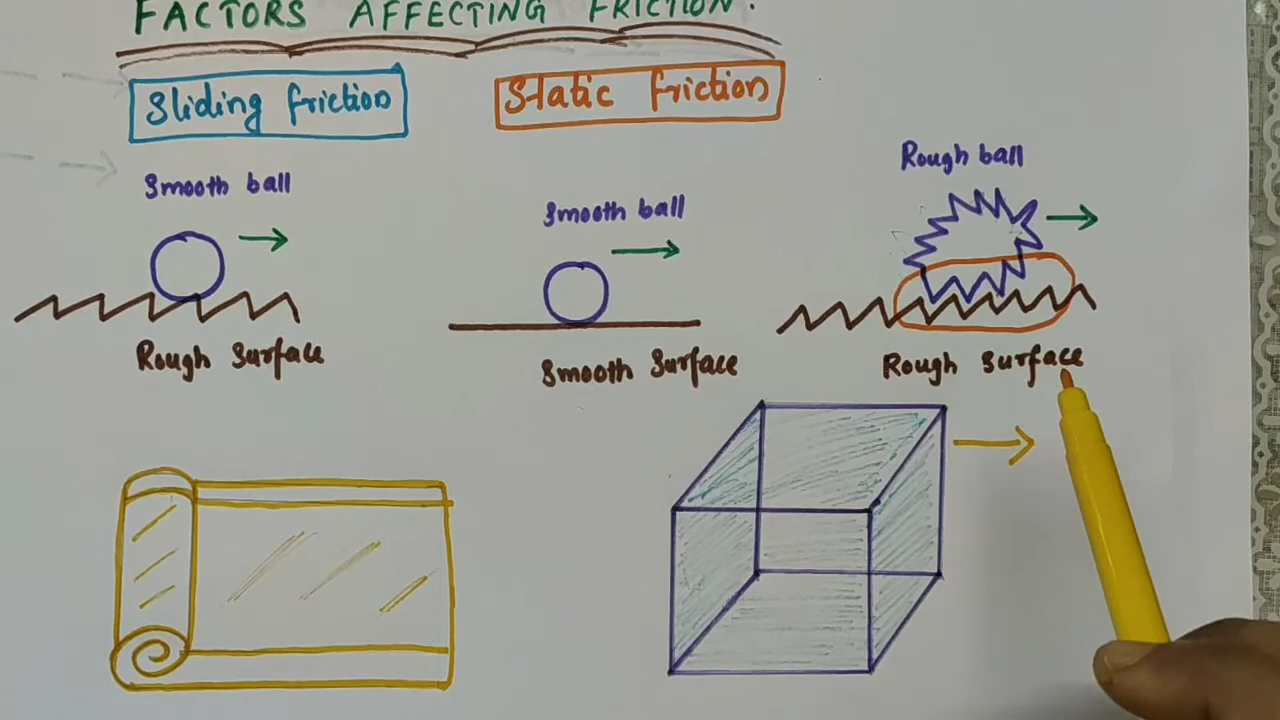 FACTORS AFFECTING FRICTION.
Sliding friction
Static friction
Smooth ball
Smooth ball
Rough ball
Rough Surface
Smooth Surface
Rough Surface